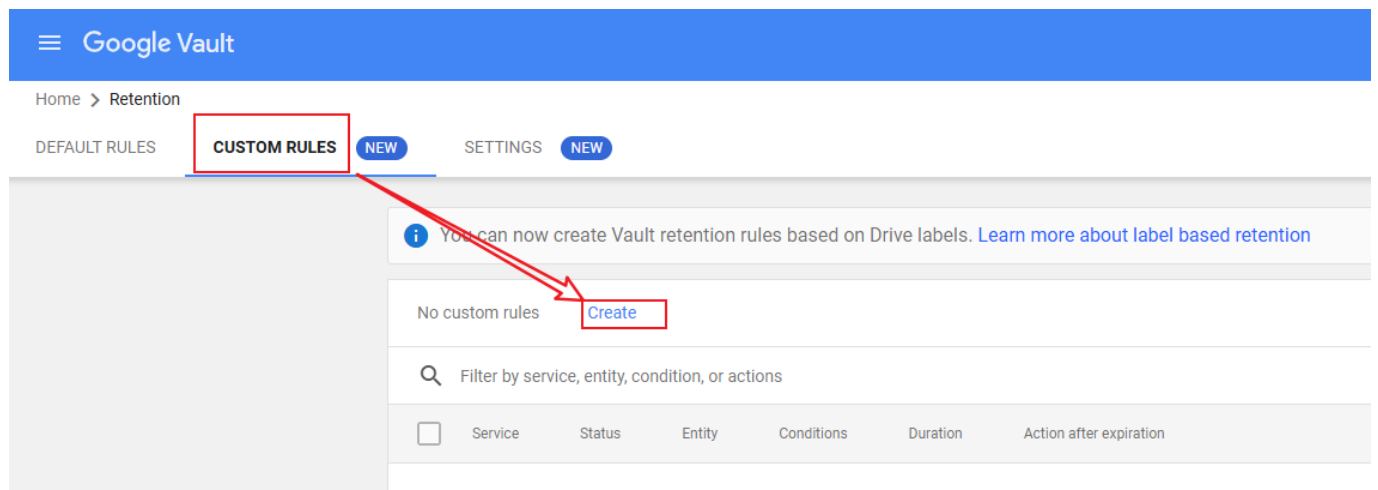 Google Vault
Home > Retention
DEFAULT RULES CUSTOM RULES NEW SETTINGS NEW
You can now create Vault retention rules based on Drive labels. Learn more about label based retention
No custom rules Create
Filter by service, entity, condition, or actions
Service Status Entity Conditions Duration Action after expiration